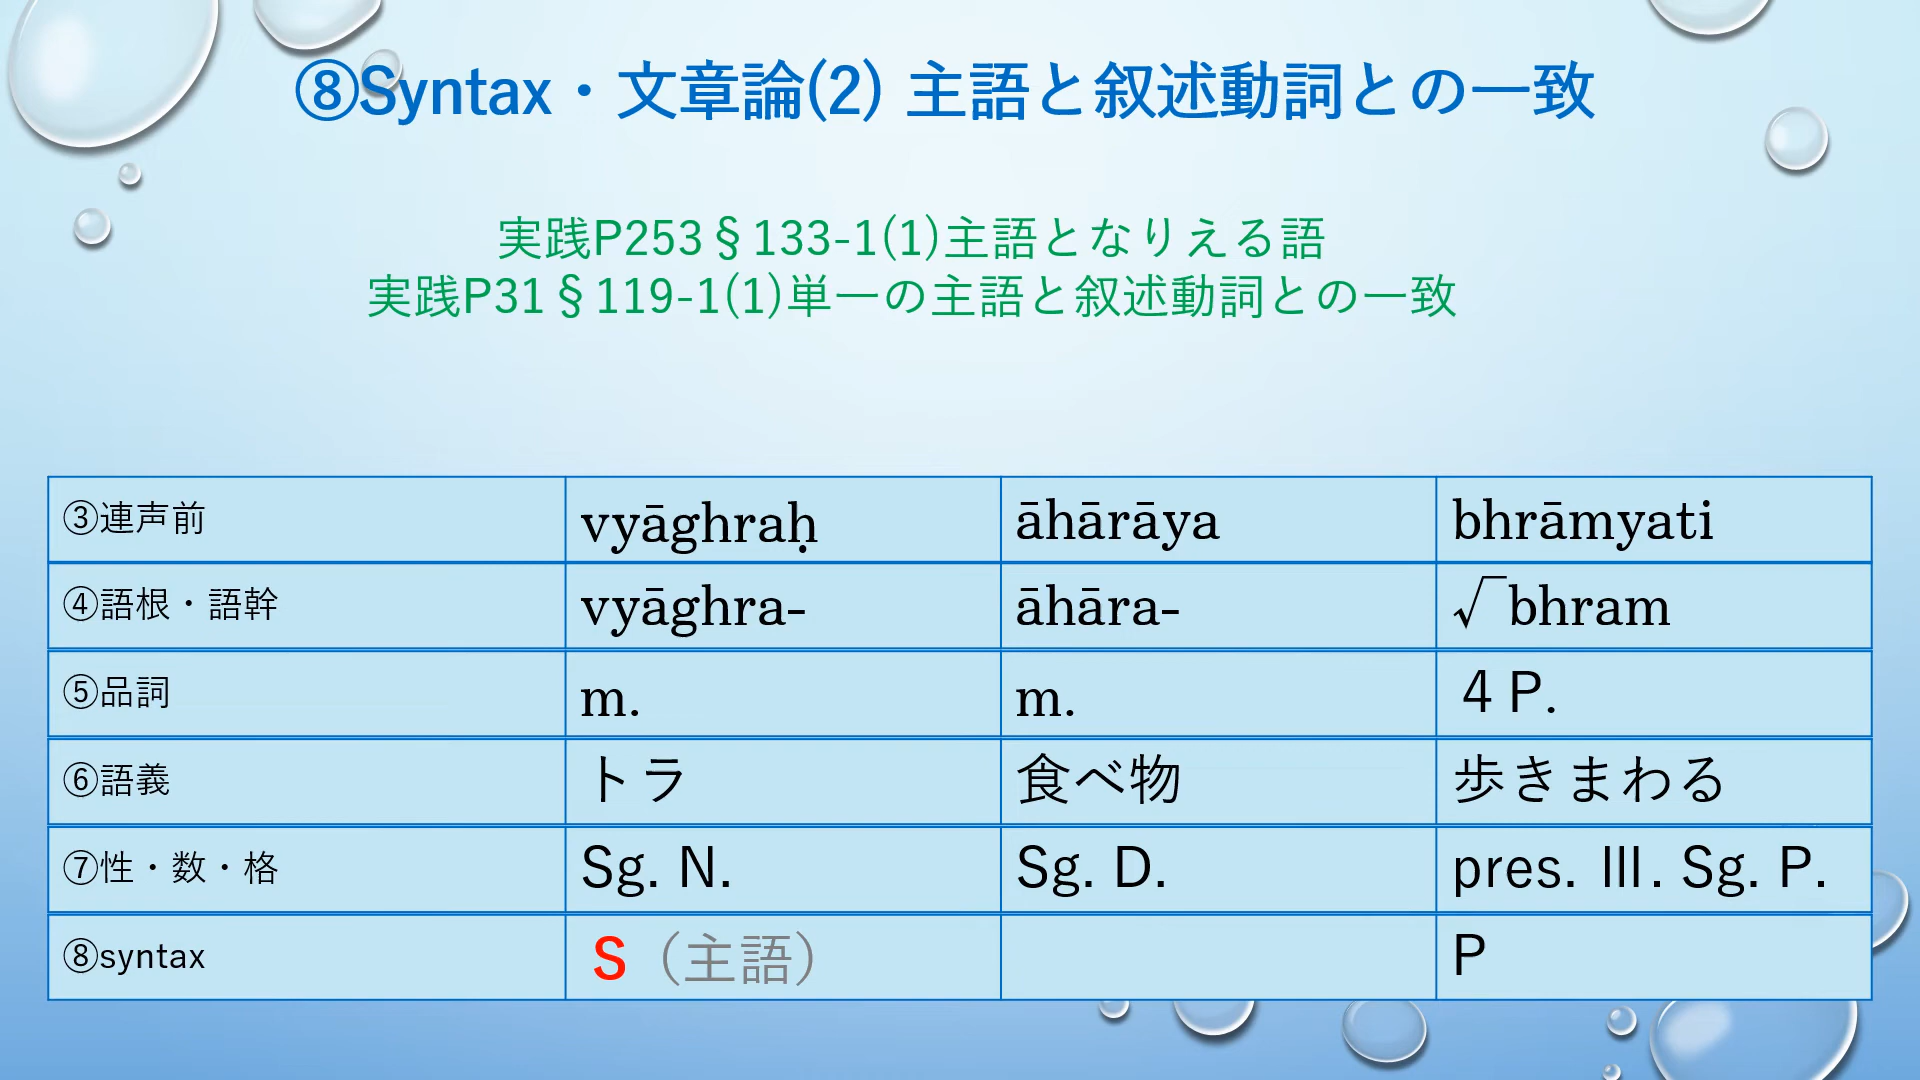 ⑧Syntax・文章論(2) 主語と叙述動詞との一致
実践P253§133-1(1)主語となりえる語
実践P31§119-1(1)単一の主語と叙述動詞との一致
③連声前 vyāghraḥ āhārāya bhrāmyati
④語根・語幹 vyāghra- āhāra- √bhram
⑤品詞 m. m. 4 P.
⑥語義 トラ 食べ物 歩きまわる
⑦性・数・格 Sg. N. Sg. D. pres. III. Sg. P.
⑧syntax S（主語） P